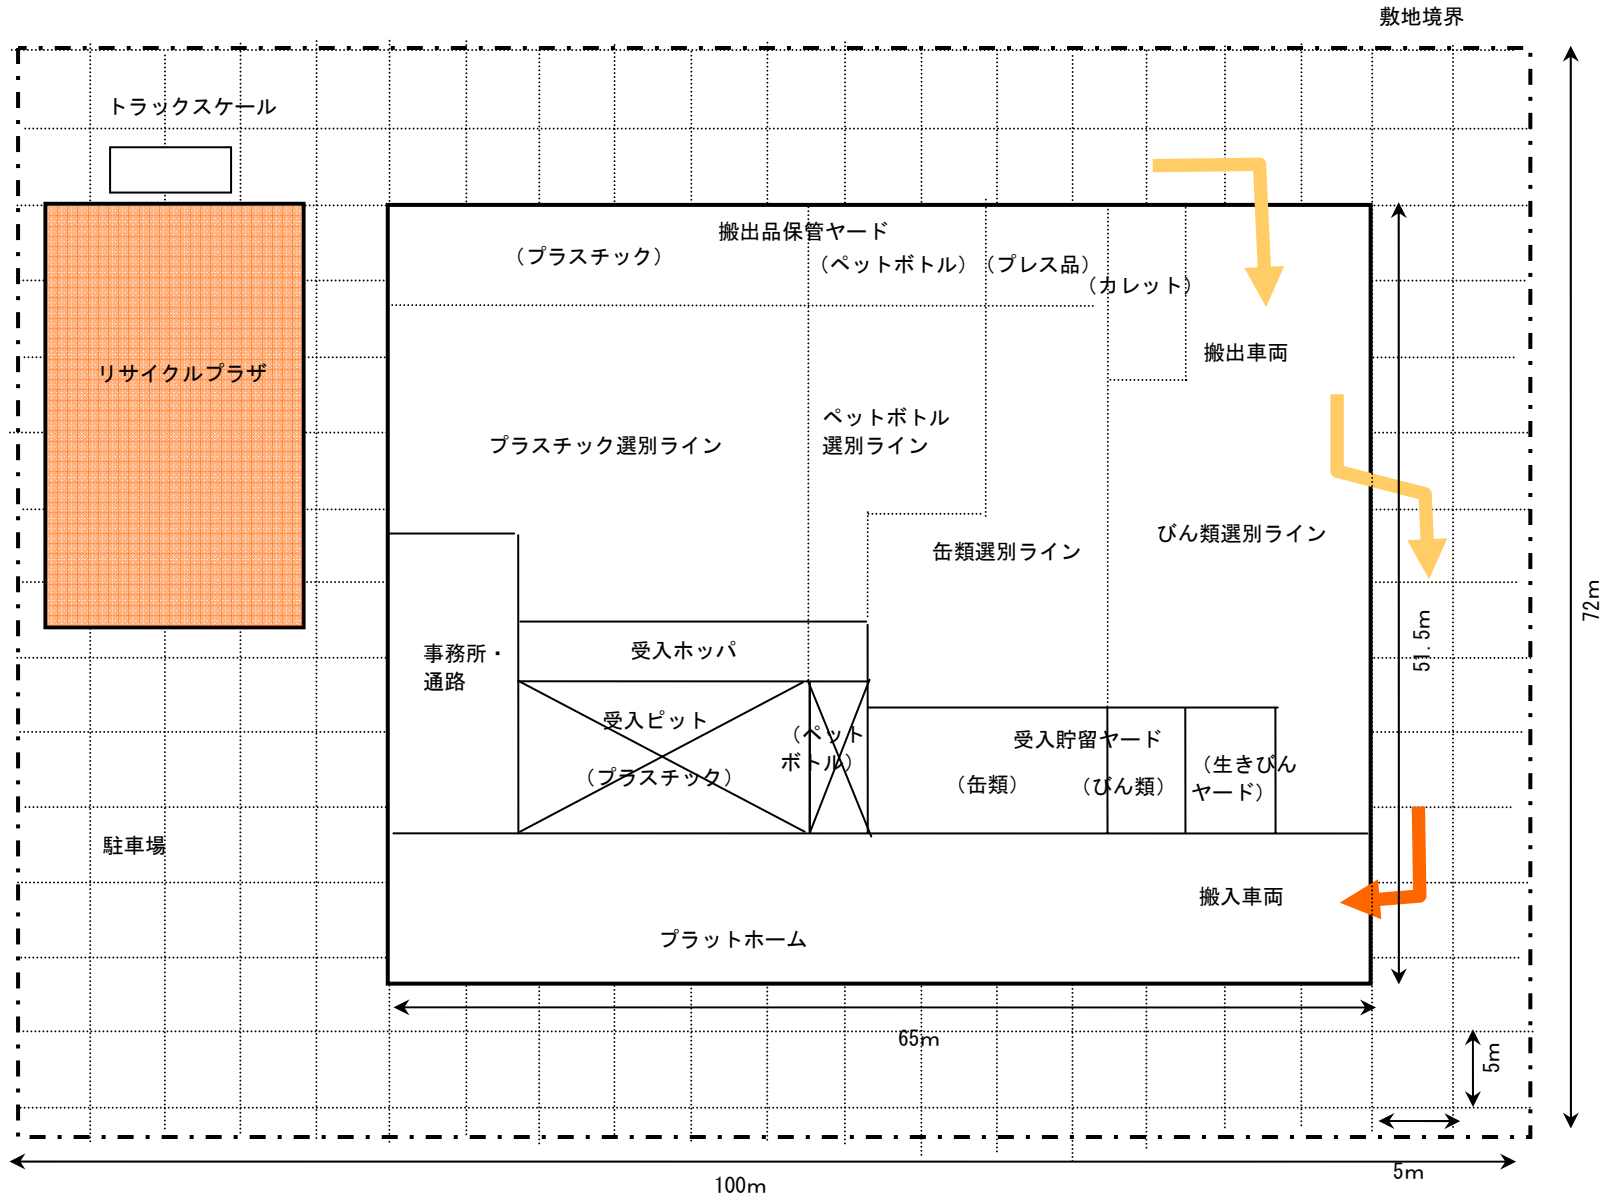 敷地境界
トラックスケール
搬出品保管ヤード
（プラスチック）
（ペットボトル）
（プレス品）
（カレット）
搬出車両
リサイクルプラザ
プラスチック選別ライン
ペットボトル
選別ライン
缶類選別ライン
びん類選別ライン
72m
51.5m
事務所・
通路
受入ホッパ
受入ピット
（プラスチック）
（ペット
ボトル）
受入貯留ヤード
（缶類）
（びん類）
（生きびん
ヤード）
駐車場
搬入車両
プラットホーム
65m
5m
5m
100m